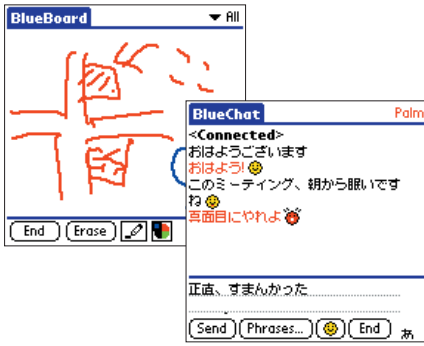 BlueBoard
▼ All
End
Erase
BlueChat
Palm
<Connected>
おはようございます
おはよう!
このミーティング、朝から眠いです
ね
真面目にやれよ
正直、すまんかった
Send
Phrases...
End
あ